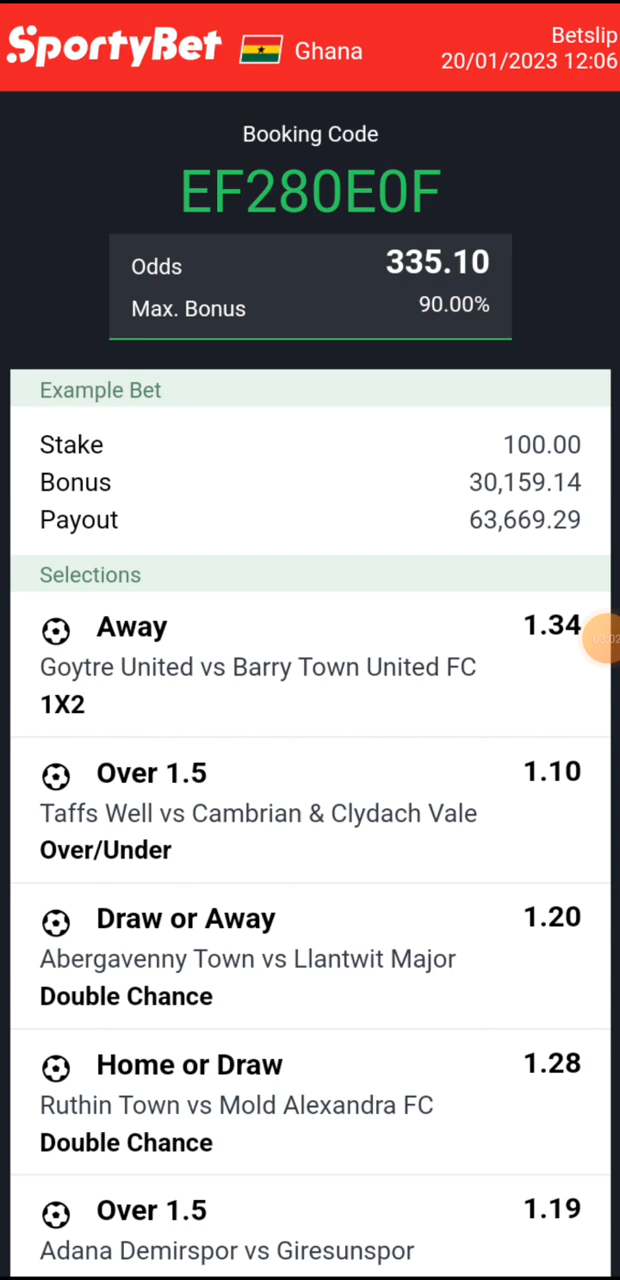 SportyBet Ghana Betslip
20/01/2023 12:06
Booking Code
EF280E0F
Odds 335.10
Max. Bonus 90.00%
Example Bet
Stake 100.00
Bonus 30,159.14
Payout 63,669.29
Selections
Away 1.34
Goytre United vs Barry Town United FC
1X2
Over 1.5 1.10
Taffs Well vs Cambrian & Clydach Vale
Over/Under
Draw or Away 1.20
Abergavenny Town vs Llantwit Major
Double Chance
Home or Draw 1.28
Ruthin Town vs Mold Alexandra FC
Double Chance
Over 1.5 1.19
Adana Demirspor vs Giresunspor